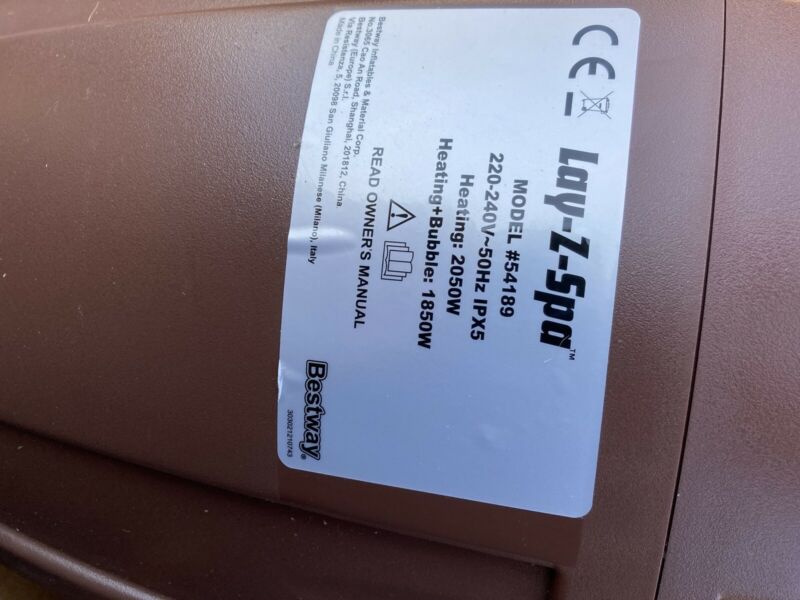 CE
Lay-Z-Spa™
MODEL #54189
220-240V~50Hz IPX5
Heating: 2050W
Heating+Bubble: 1850W
READ OWNER'S MANUAL
Bestway Inflatables & Material Corp.
No.3065 Cao An Road, Shanghai, 201812, China
Bestway (Europe) S.r.l.
Via Resistenza, 5, 20098 San Giuliano Milanese (Milano), Italy
Made in China
Bestway®
303021210743